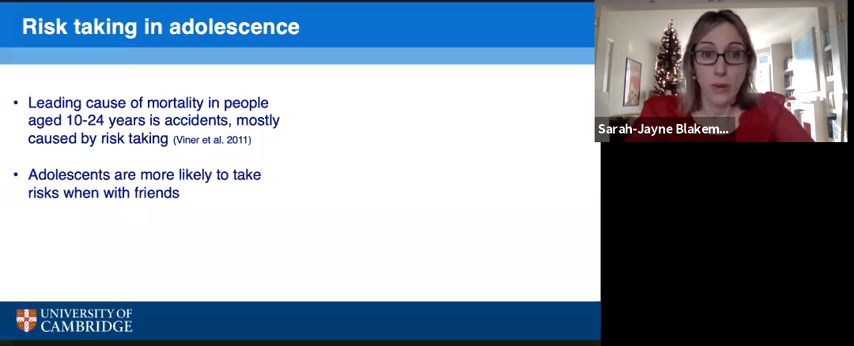 Risk taking in adolescence
• Leading cause of mortality in people
aged 10-24 years is accidents, mostly
caused by risk taking (Viner et al. 2011)
• Adolescents are more likely to take
risks when with friends
UNIVERSITY OF
CAMBRIDGE
Sarah-Jayne Blakem...